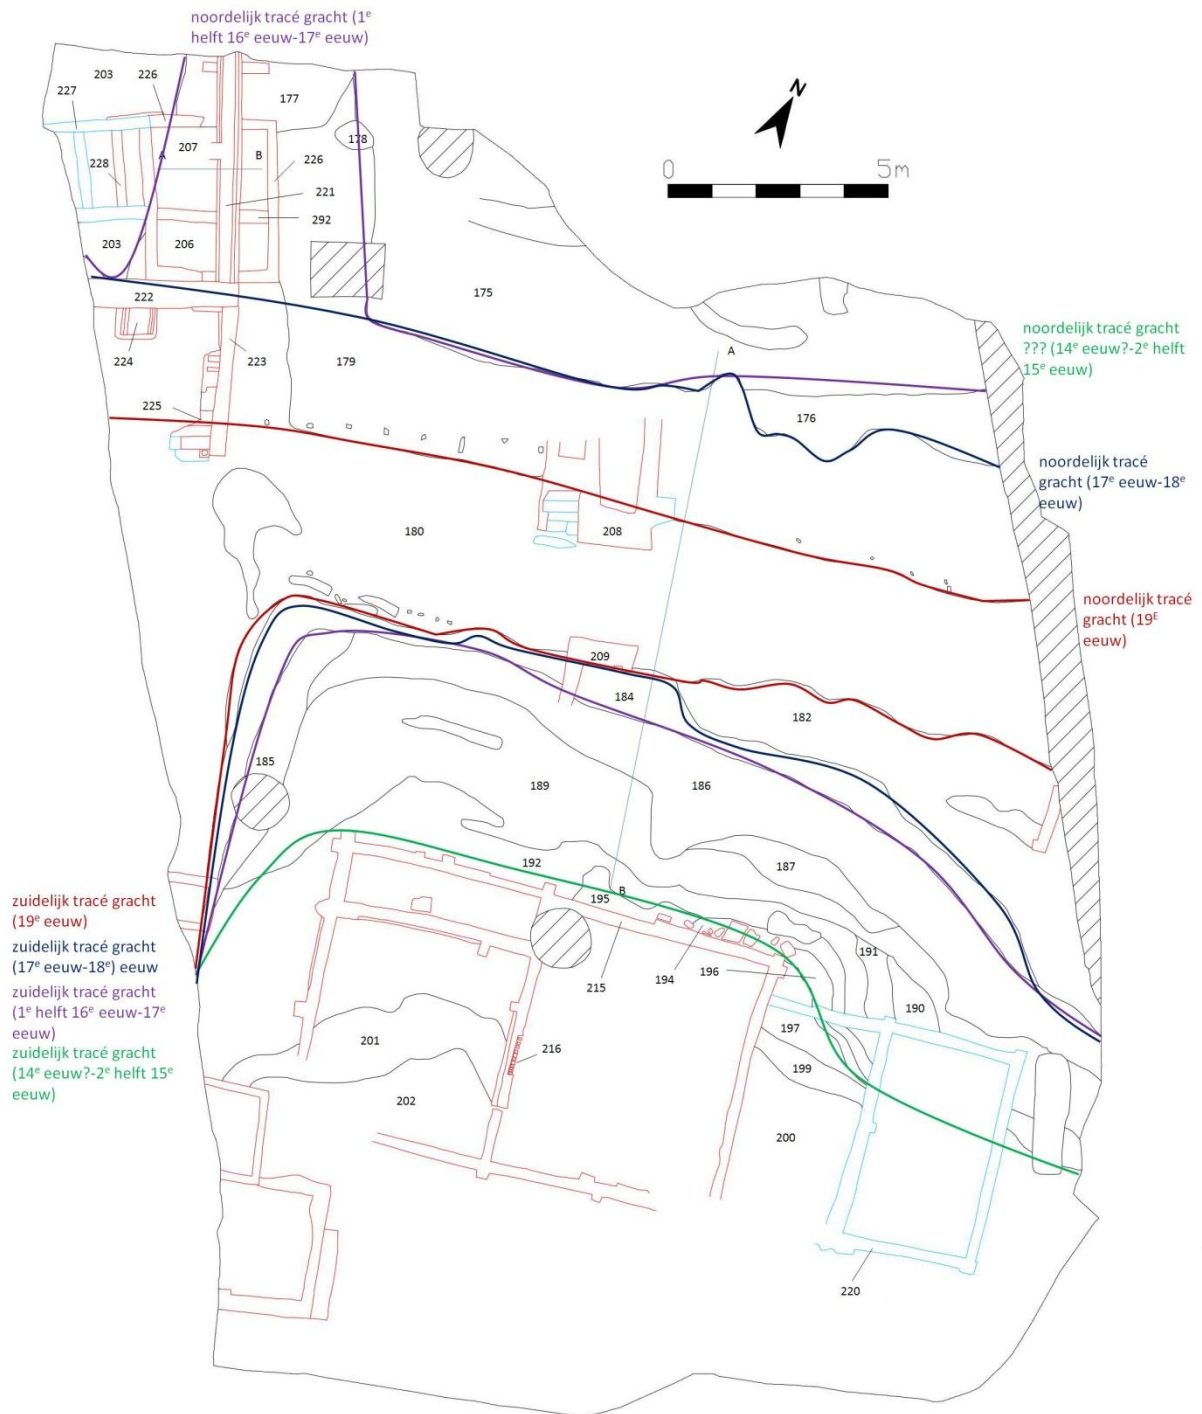 noordelijk tracé gracht (1e
helft 16e eeuw-17e eeuw)
203
226
177
227
N
207
178
A
B
228
226
0
5m
221
292
203
206
175
222
noordelijk tracé gracht
??? (14e eeuw?-2e helft
15e eeuw)
224
223
179
A
225
176
noordelijk tracé
gracht (17e eeuw-18e
eeuw)
180
208
noordelijk tracé
gracht (19E
eeuw)
209
184
182
185
189
186
192
187
195
B
zuidelijk tracé gracht
(19e eeuw)
zuidelijk tracé gracht
(17e eeuw-18e) eeuw
zuidelijk tracé gracht
(1e helft 16e eeuw-17e
eeuw)
zuidelijk tracé gracht
(14e eeuw?-2e helft 15e
eeuw)
191
196
194
215
190
197
201
216
199
202
200
220